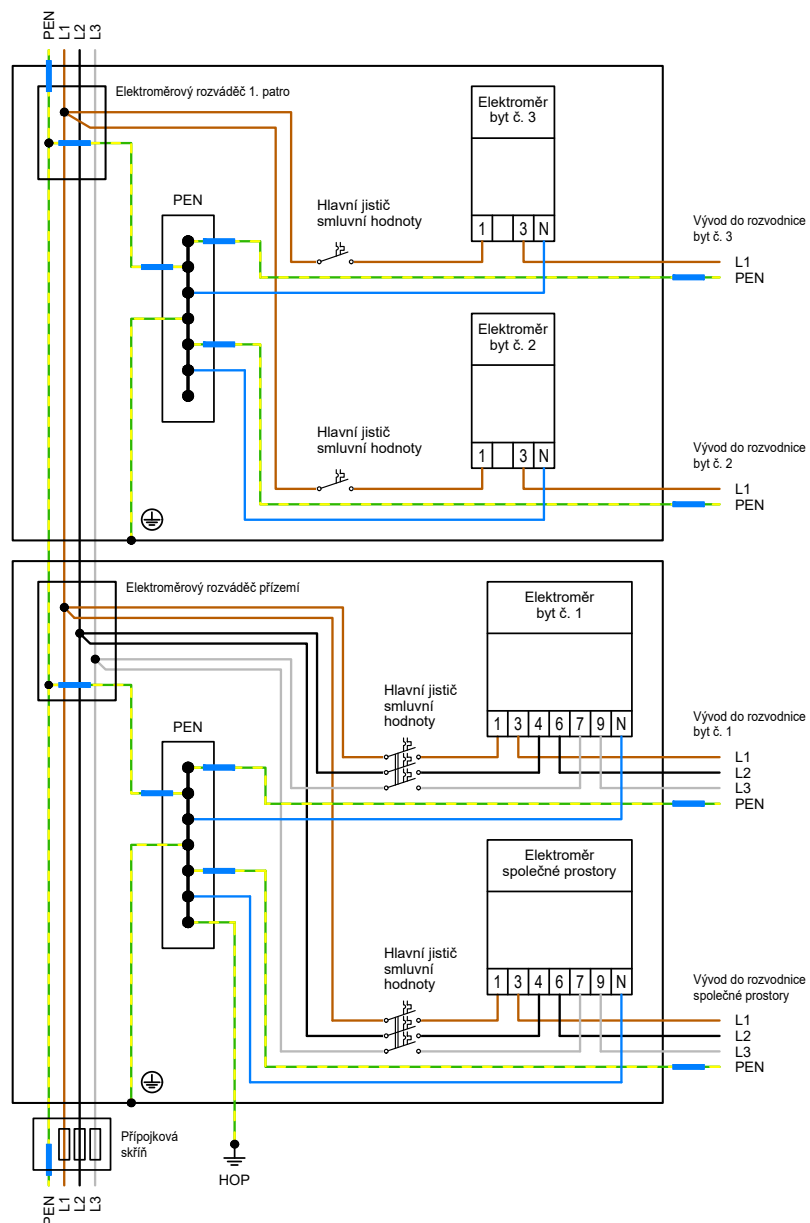 PEN
L1
L2
L3
Elektroměrový rozváděč 1. patro
Elektroměr
byt č. 3
PEN
Hlavní jistič
smluvní hodnoty
1 3 N
Vývod do rozvodnice
byt č. 3
L1
PEN
Elektroměr
byt č. 2
Hlavní jistič
smluvní hodnoty
1 3 N
Vývod do rozvodnice
byt č. 2
L1
PEN
Elektroměrový rozváděč přízemí
Elektroměr
byt č. 1
PEN
Hlavní jistič
smluvní
hodnoty
1 3 4 6 7 9 N
Vývod do rozvodnice
byt č. 1
L1
L2
L3
PEN
Elektroměr
společné prostory
Hlavní jistič
smluvní
hodnoty
1 3 4 6 7 9 N
Vývod do rozvodnice
společné prostory
L1
L2
L3
PEN
Přípojková
skříň
HOP
PEN
L1
L2
L3